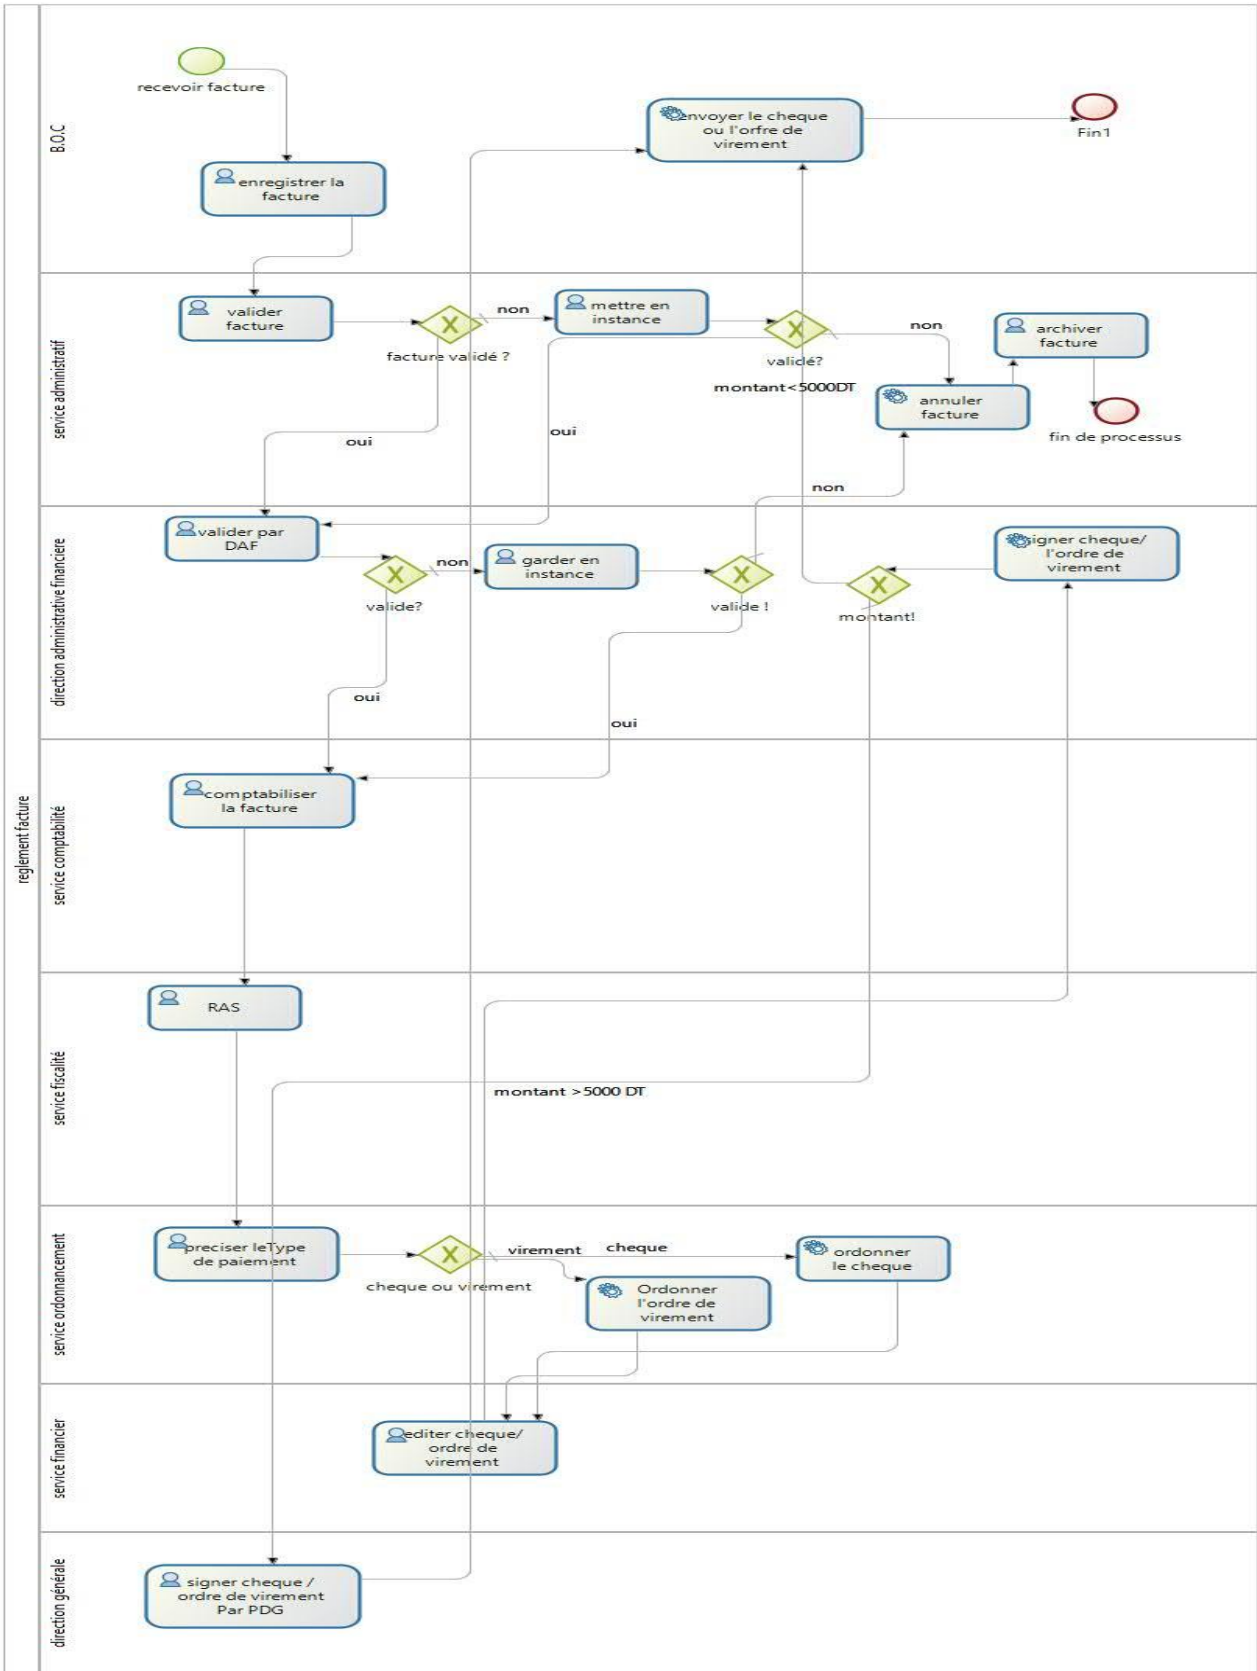 reglement facture
B.O.C
recevoir facture
enregistrer la
facture
envoyer le cheque
ou l'orfre de
virement
Fin1
service administratif
valider
facture
facture validé ?
non
mettre en
instance
validé?
montant<5000DT
non
annuler
facture
archiver
facture
fin de processus
oui
oui
non
direction administrative financiere
valider par
DAF
valide?
non
garder en
instance
valide !
montant!
signer cheque/
l'ordre de
virement
oui
oui
service comptabilité
comptabiliser
la facture
service fiscalité
RAS
montant >5000 DT
service ordonnancement
preciser leType
de paiement
cheque ou virement
virement
cheque
Ordonner
l'ordre de
virement
ordonner
le cheque
service financier
editer cheque/
ordre de
virement
direction générale
signer cheque /
ordre de virement
Par PDG